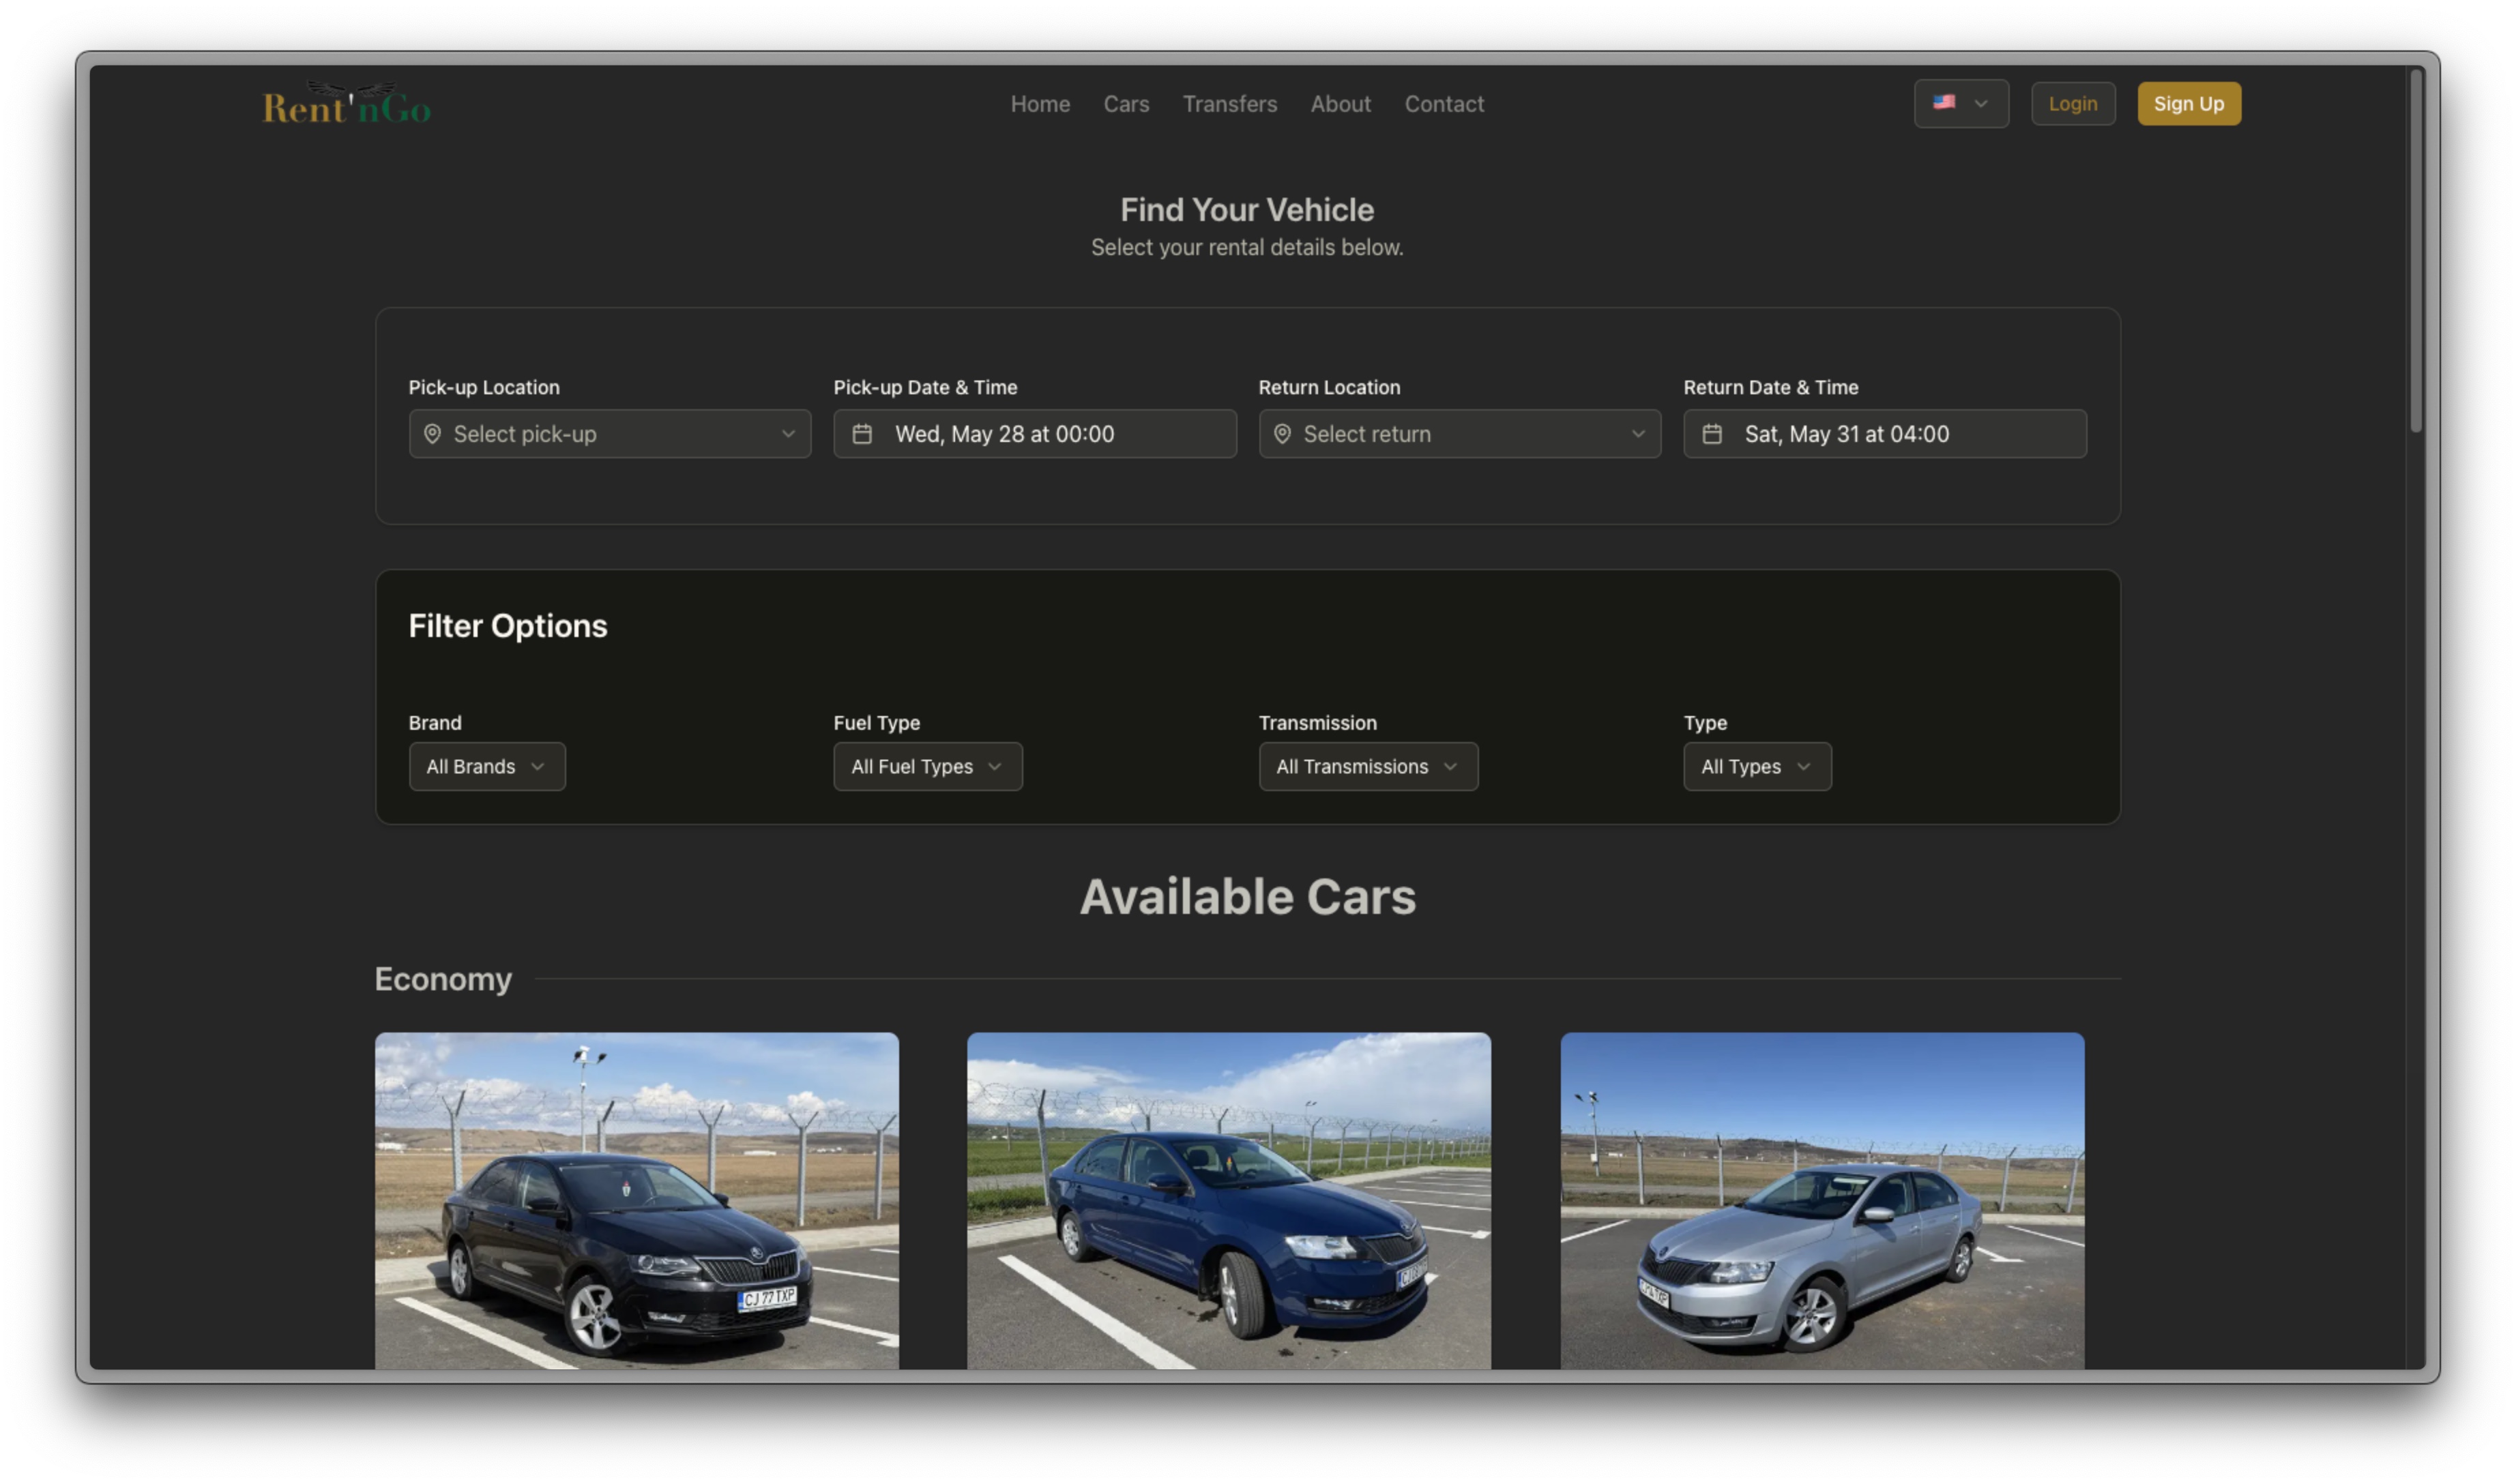 Rent'nGo
Home Cars Transfers About Contact
Login
Sign Up
Find Your Vehicle
Select your rental details below.
Pick-up Location Pick-up Date & Time Return Location Return Date & Time
Select pick-up Wed, May 28 at 00:00 Select return Sat, May 31 at 04:00
Filter Options
Brand Fuel Type Transmission Type
All Brands All Fuel Types All Transmissions All Types
Available Cars
Economy
CJ 77 TXP